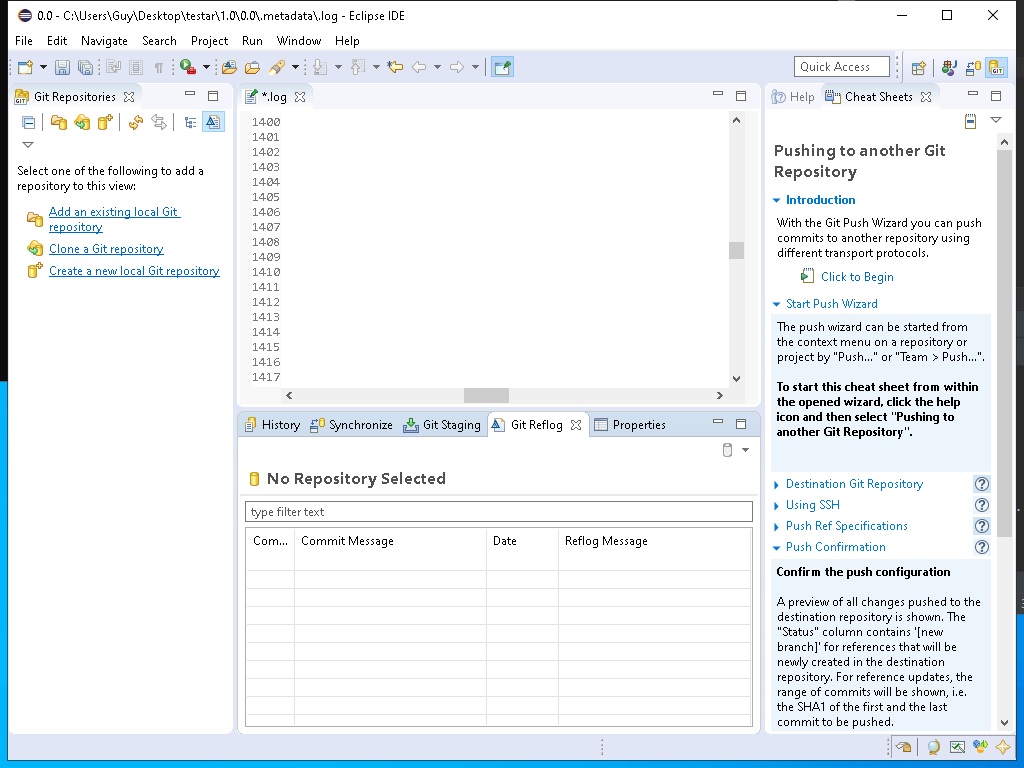 0.0 - C:\Users\Guy\Desktop\testar\1.0\0.0\.metadata\.log - Eclipse IDE
File Edit Navigate Search Project Run Window Help
Quick Access
GIT
Git Repositories
Select one of the following to add a
repository to this view:
Add an existing local Git
repository
Clone a Git repository
Create a new local Git repository
*.log
1400
1401
1402
1403
1404
1405
1406
1407
1408
1409
1410
1411
1412
1413
1414
1415
1416
1417
History Synchronize Git Staging Git Reflog Properties
No Repository Selected
type filter text
Com... Commit Message Date Reflog Message
Help Cheat Sheets
Pushing to another Git
Repository
Introduction
With the Git Push Wizard you can push
commits to another repository using
different transport protocols.
Click to Begin
Start Push Wizard
The push wizard can be started from
the context menu on a repository or
project by "Push..." or "Team > Push...".
To start this cheat sheet from within
the opened wizard, click the help
icon and then select "Pushing to
another Git Repository".
Destination Git Repository
Using SSH
Push Ref Specifications
Push Confirmation
Confirm the push configuration
A preview of all changes pushed to the
destination repository is shown. The
"Status" column contains '[new
branch]' for references that will be
newly created in the destination
repository. For reference updates, the
range of commits will be shown, i.e.
the SHA1 of the first and the last
commit to be pushed.